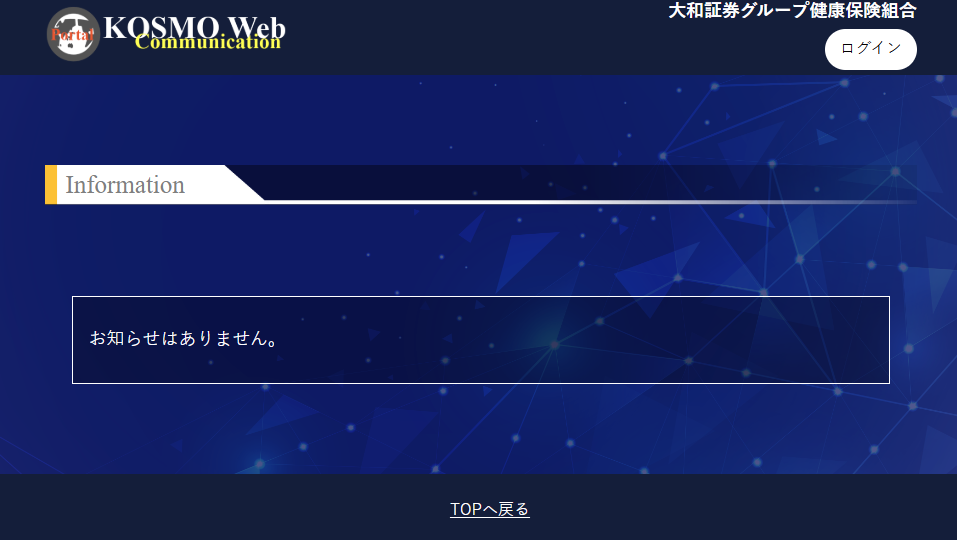 大和証券グループ健康保険組合
Portal
KOSMO Web
Communication
ログイン
Information
お知らせはありません。
TOPへ戻る